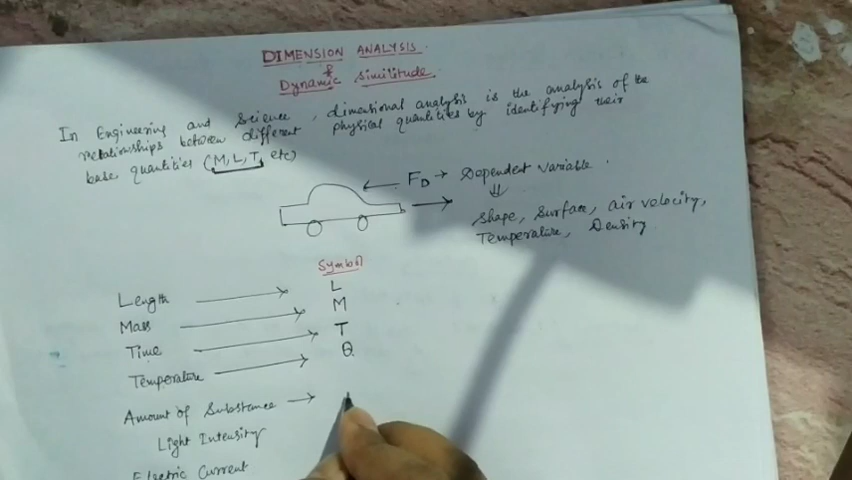 DIMENSION ANALYSIS
&
Dynamic Similitude.
In Engineering and Science, dimensional analysis is the analysis of the
relationships between different physical quantities by identifying their
base quantities (M, L, T, etc)
FD → Dependent variable.
⇓
Shape, Surface, air velocity,
Temperature, Density.
Symbol
Length → L
Mass → M
Time → T
Temperature → θ
Amount of Substance →
Light Intensity
Electric Current